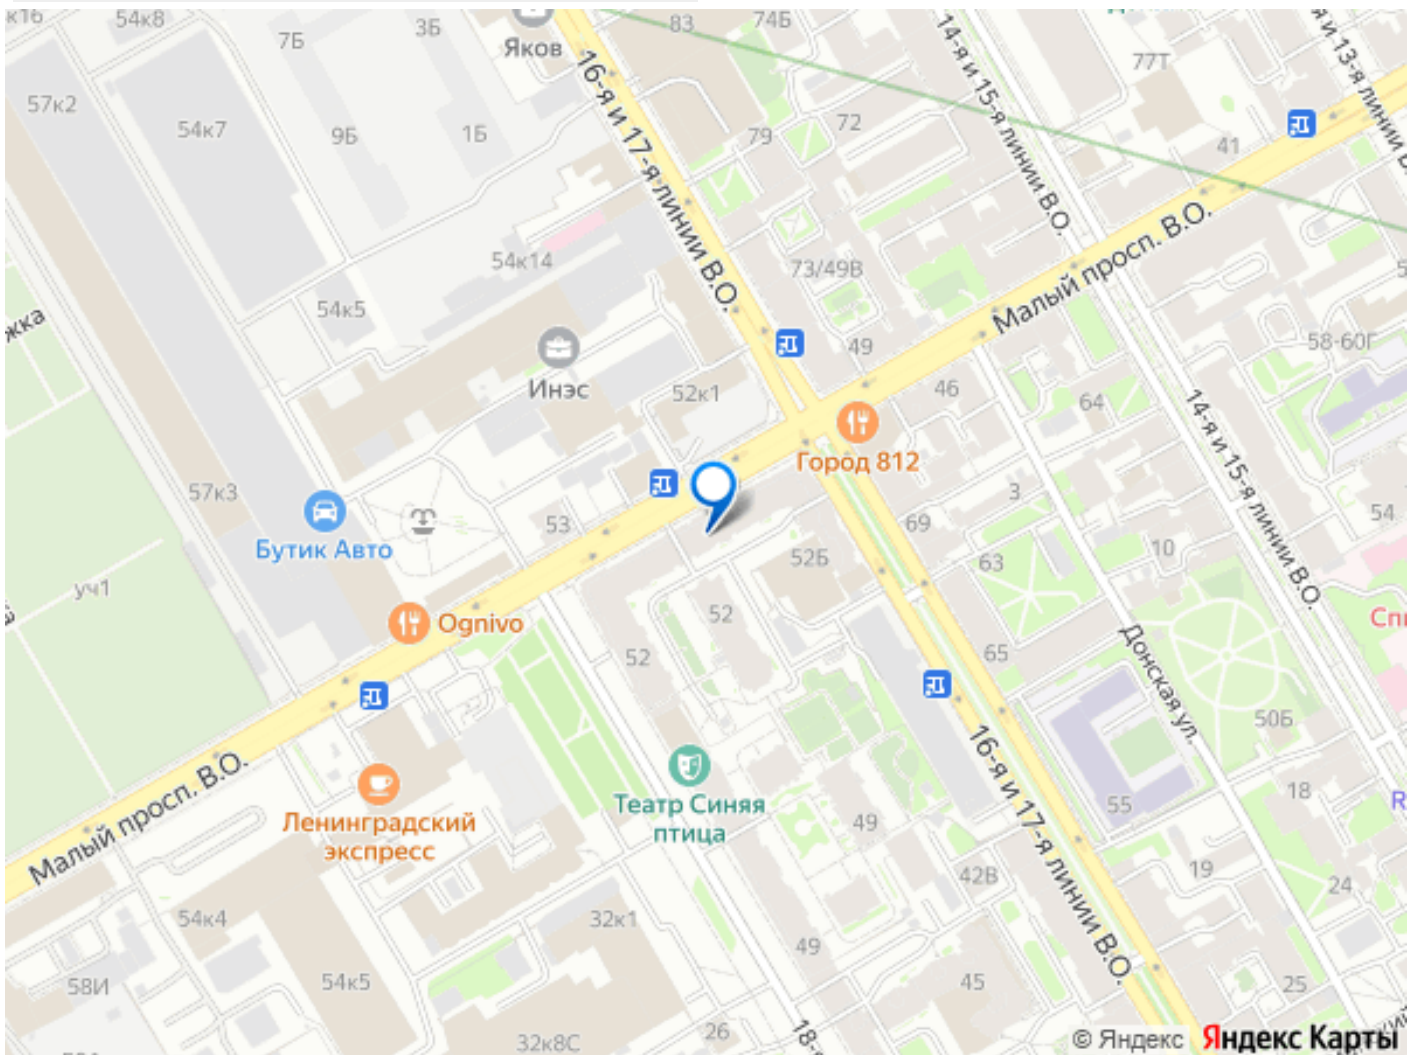 к16
54к8
7Б
3Б
Яков
83
74Б
14-я и 15-я линии В.О.
77Т
57к2
54к7
9Б
1Б
16-я и 17-я линии В.О.
79
72
41
Малый просп. В.О.
54к14
73/49В
54к5
49
58-60Г
Инэс
52к1
46
64
14-я и 15-я линии В.О.
Город 812
57к3
53
3
69
54
Бутик Авто
52Б
63
10
уч1
Ognivo
52
52
65
Донская ул.
50Б
Малый просп. В.О.
16-я и 17-я линии В.О.
Театр Синяя
птица
Ленинградский
экспресс
49
55
18
42В
19
24
54к4
32к1
49
58И
54к5
45
25
32к8С
26
18-
© Яндекс
Яндекс Карты